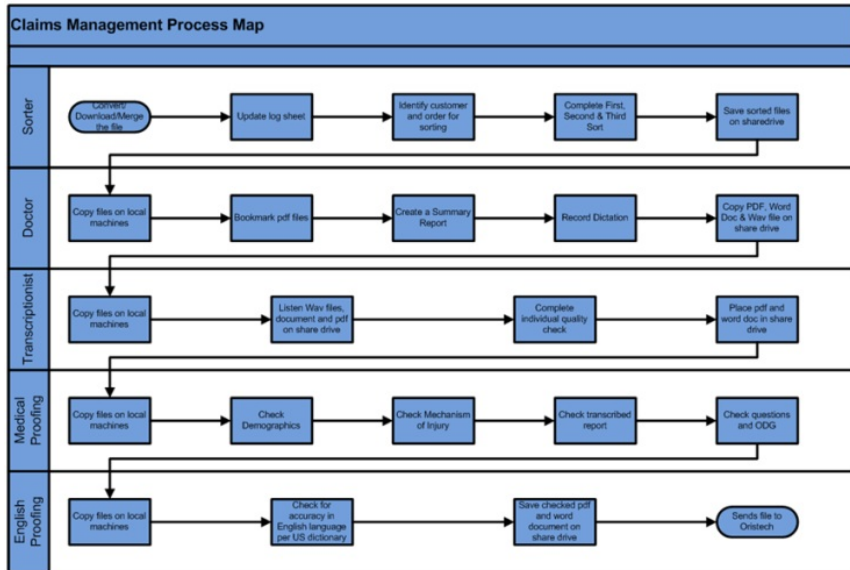 Claims Management Process Map
Sorter
Convert/
Download/Merge
the file
Update log sheet
Identify customer
and order for
sorting
Complete First,
Second & Third
Sort
Save sorted files
on sharedrive
Doctor
Copy files on local
machines
Bookmark pdf files
Create a Summary
Report
Record Dictation
Copy PDF, Word
Doc & Wav file on
share drive
Transcriptionist
Copy files on local
machines
Listen Wav files,
document and pdf
on share drive
Complete
individual quality
check
Place pdf and
word doc in share
drive
Medical
Proofing
Copy files on local
machines
Check
Demographics
Check Mechanism
of Injury
Check transcribed
report
Check questions
and ODG
English
Proofing
Copy files on local
machines
Check for
accuracy in
English language
per US dictionary
Save checked pdf
and word
document on
share drive
Sends file to
Oristech